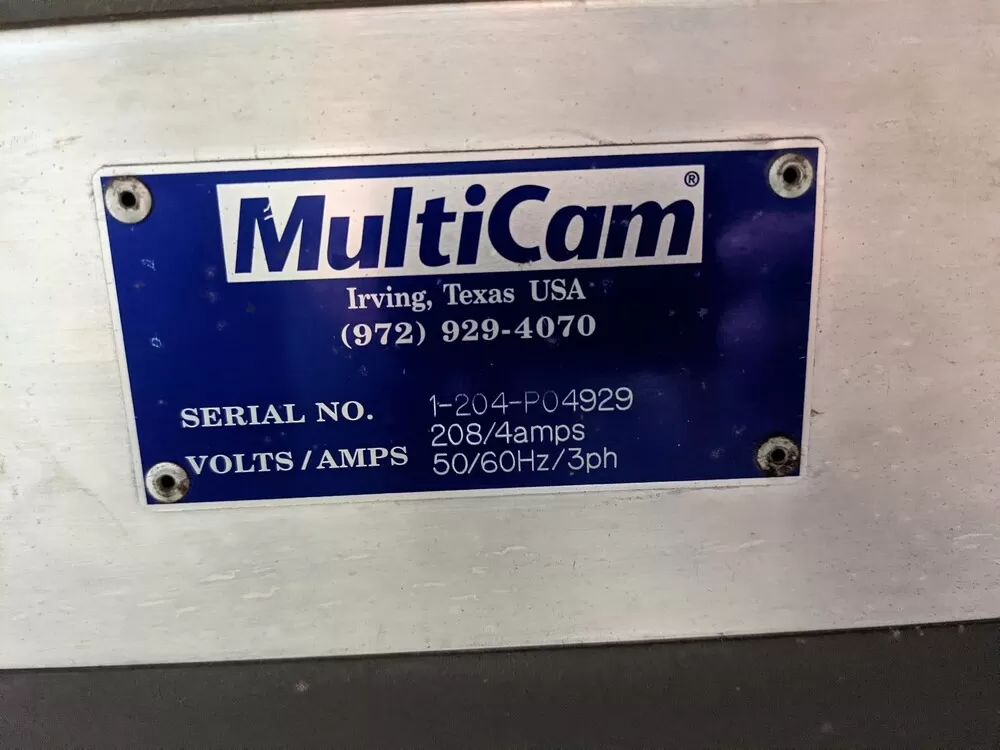 MultiCam®
Irving, Texas USA
(972) 929-4070
SERIAL NO. 1-204-P04929
208/4amps
VOLTS/AMPS 50/60Hz/3ph